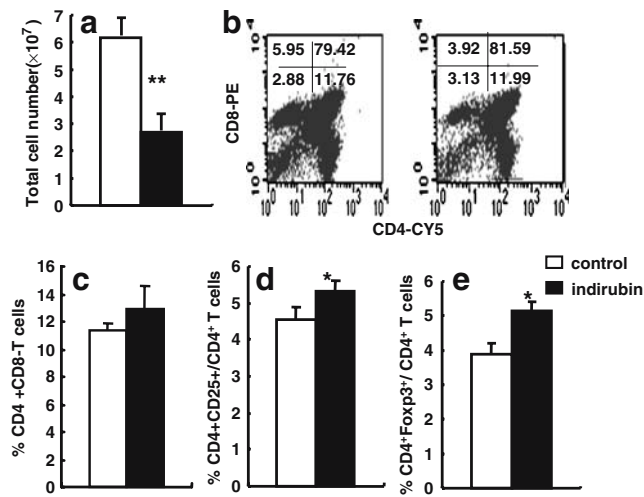 a
Total cell number(×10⁷)
7
6
5
4
3
2
1
0
**
b
CD8-PE
10⁴
10⁰
5.95 79.42
2.88 11.76
10⁰ 10¹ 10² 10³ 10⁴
10⁴
10⁰
3.92 81.59
3.13 11.99
10⁰ 10¹ 10² 10³ 10⁴
CD4-CY5
c
% CD4 +CD8-T cells
16
14
12
10
8
6
4
2
0
d
% CD4+CD25+/CD4⁺ T cells
6
5
4
3
2
1
0
*
e
% CD4⁺Foxp3⁺/ CD4⁺ T cells
6
5
4
3
2
1
0
*
control
indirubin